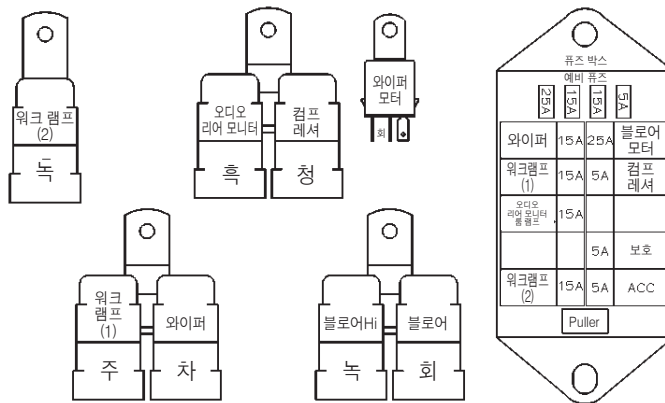 워크 램프
(2)
녹
오디오
리어 모니터
흑
컴프
레셔
청
와이퍼
모터
회
퓨즈 박스
예비 퓨즈
25A 15A 15A 5A
와이퍼 15A 25A 블로어
모터
워크램프
(1) 15A 5A 컴프
레셔
오디오
리어 모니터
룸 램프 15A
5A 보호
워크램프
(2) 15A 5A ACC
Puller
워크
램프
(1)
주
와이퍼
차
블로어Hi
녹
블로어
회